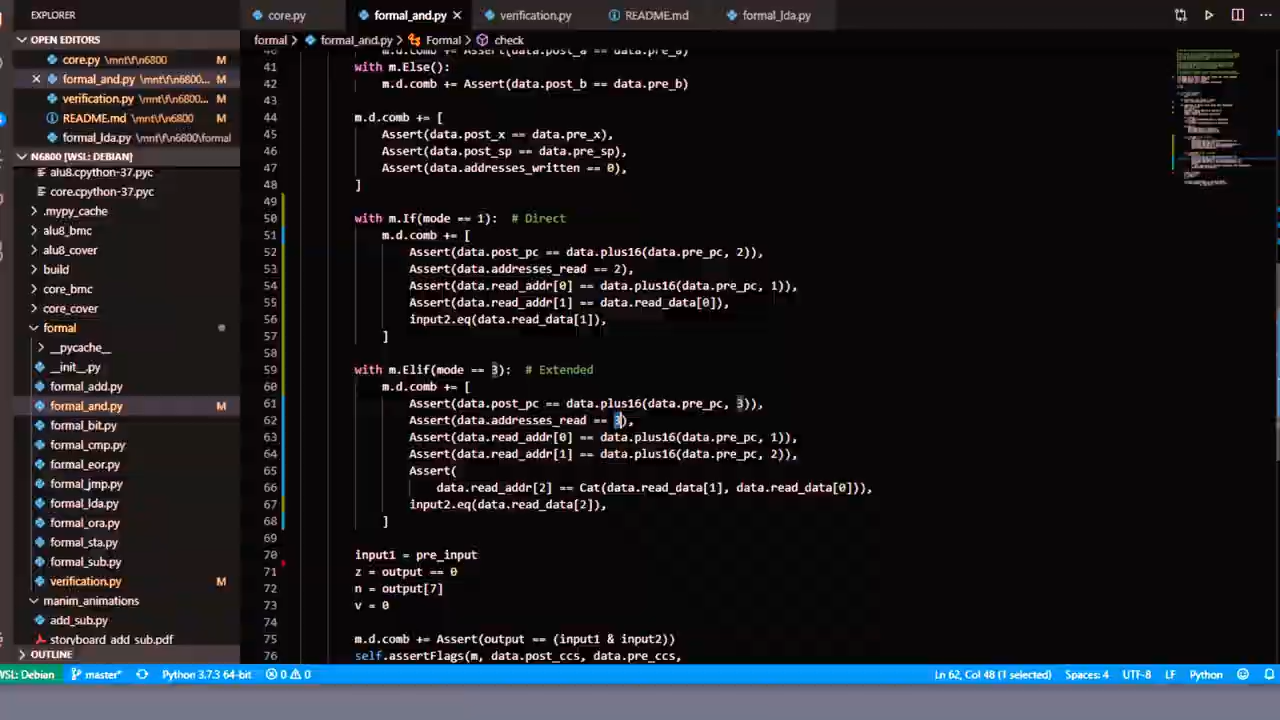 core.py formal_and.py verification.py README.md formal_lda.py
EXPLORER
OPEN EDITORS
core.py \mnt\f\n6800 M
formal_and.py \mnt\f\n6800... M
verification.py \mnt\f\n6800... M
README.md \mnt\f\n6800 M
formal_lda.py \mnt\f\n6800\formal
N6800 [WSL: DEBIAN]
alu8.cpython-37.pyc
core.cpython-37.pyc
.mypy_cache
alu8_bmc
alu8_cover
build
core_bmc
core_cover
formal
__pycache__
__init__.py
formal_add.py
formal_and.py M
formal_bit.py
formal_cmp.py
formal_eor.py
formal_jmp.py
formal_lda.py
formal_ora.py
formal_sta.py
formal_sub.py
verification.py M
manim_animations
add_sub.py
storyboard add sub.pdf
OUTLINE
formal > formal_and.py > Formal > check
40 m.d.comb += Assert(data.post_a == data.pre_a)
41 with m.Else():
42 m.d.comb += Assert(data.post_b == data.pre_b)
43
44 m.d.comb += [
45 Assert(data.post_x == data.pre_x),
46 Assert(data.post_sp == data.pre_sp),
47 Assert(data.addresses_written == 0),
48 ]
49
50 with m.If(mode == 1): # Direct
51 m.d.comb += [
52 Assert(data.post_pc == data.plus16(data.pre_pc, 2)),
53 Assert(data.addresses_read == 2),
54 Assert(data.read_addr[0] == data.plus16(data.pre_pc, 1)),
55 Assert(data.read_addr[1] == data.read_data[0]),
56 input2.eq(data.read_data[1]),
57 ]
58
59 with m.Elif(mode == 3): # Extended
60 m.d.comb += [
61 Assert(data.post_pc == data.plus16(data.pre_pc, 3)),
62 Assert(data.addresses_read == 3),
63 Assert(data.read_addr[0] == data.plus16(data.pre_pc, 1)),
64 Assert(data.read_addr[1] == data.plus16(data.pre_pc, 2)),
65 Assert(
66 data.read_addr[2] == Cat(data.read_data[1], data.read_data[0])),
67 input2.eq(data.read_data[2]),
68 ]
69
70 input1 = pre_input
71 z = output == 0
72 n = output[7]
73 v = 0
74
75 m.d.comb += Assert(output == (input1 & input2))
76 self.assertFlags(m, data.post_ccs, data.pre_ccs,
WSL: Debian master* Python 3.7.3 64-bit 0 0 Ln 62, Col 48 (1 selected) Spaces: 4 UTF-8 LF Python